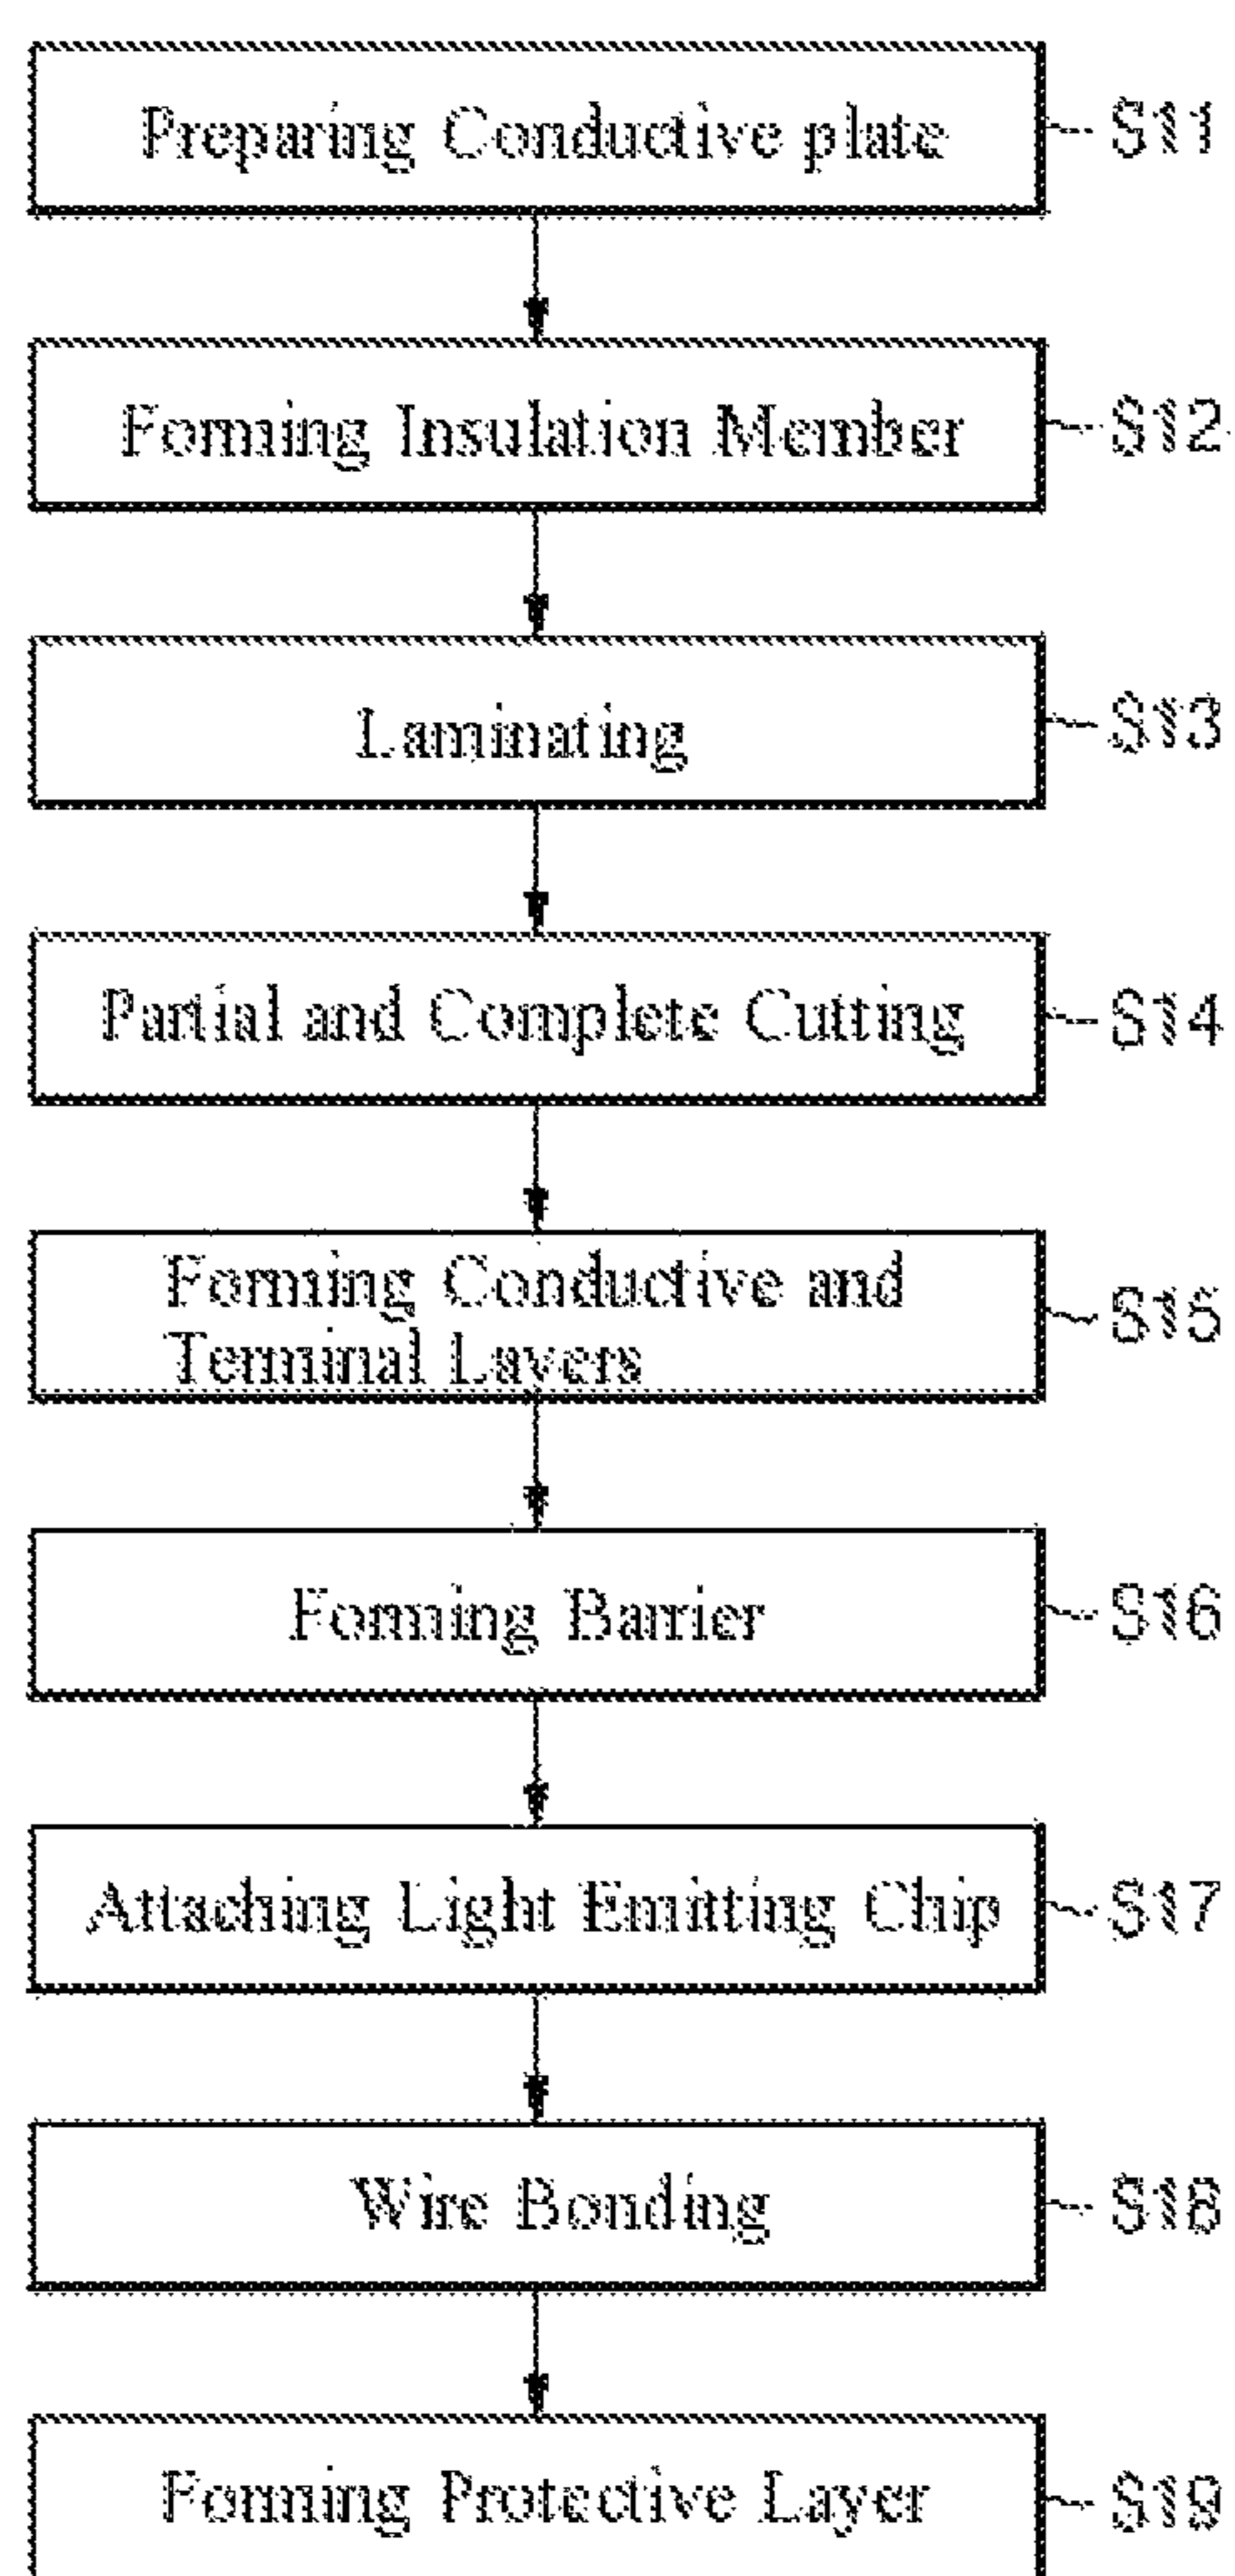 Preparing Conductive plate
S11
Forming Insulation Member
S12
Laminating
S13
Partial and Complete Cutting
S14
Forming Conductive and
Terminal Layers
S15
Forming Barrier
S16
Attaching Light Emitting Chip
S17
Wire Bonding
S18
Forming Protective Layer
S19